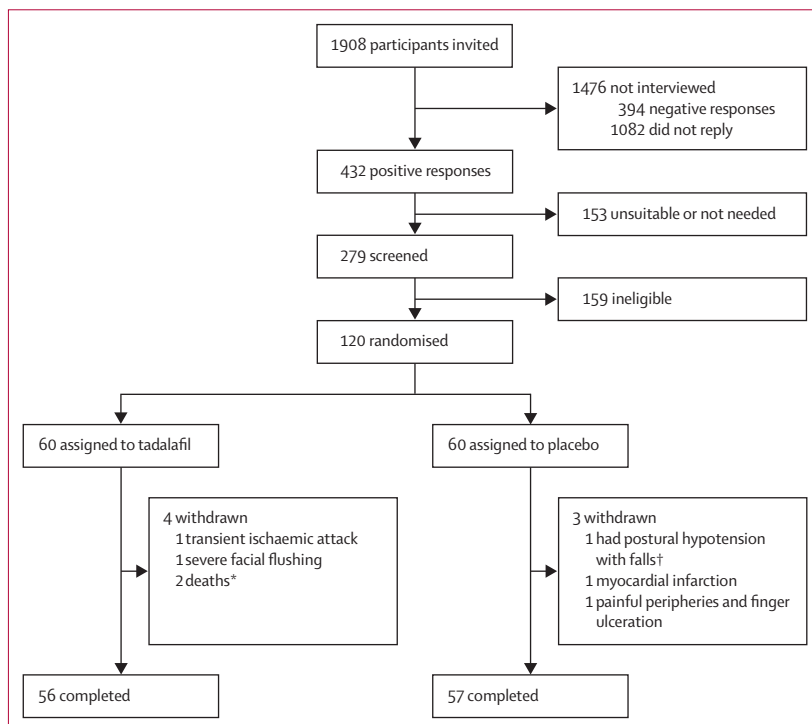 1908 participants invited
1476 not interviewed
394 negative responses
1082 did not reply
432 positive responses
153 unsuitable or not needed
279 screened
159 ineligible
120 randomised
60 assigned to tadalafil
60 assigned to placebo
4 withdrawn
1 transient ischaemic attack
1 severe facial flushing
2 deaths*
3 withdrawn
1 had postural hypotension
with falls†
1 myocardial infarction
1 painful peripheries and finger
ulceration
56 completed
57 completed